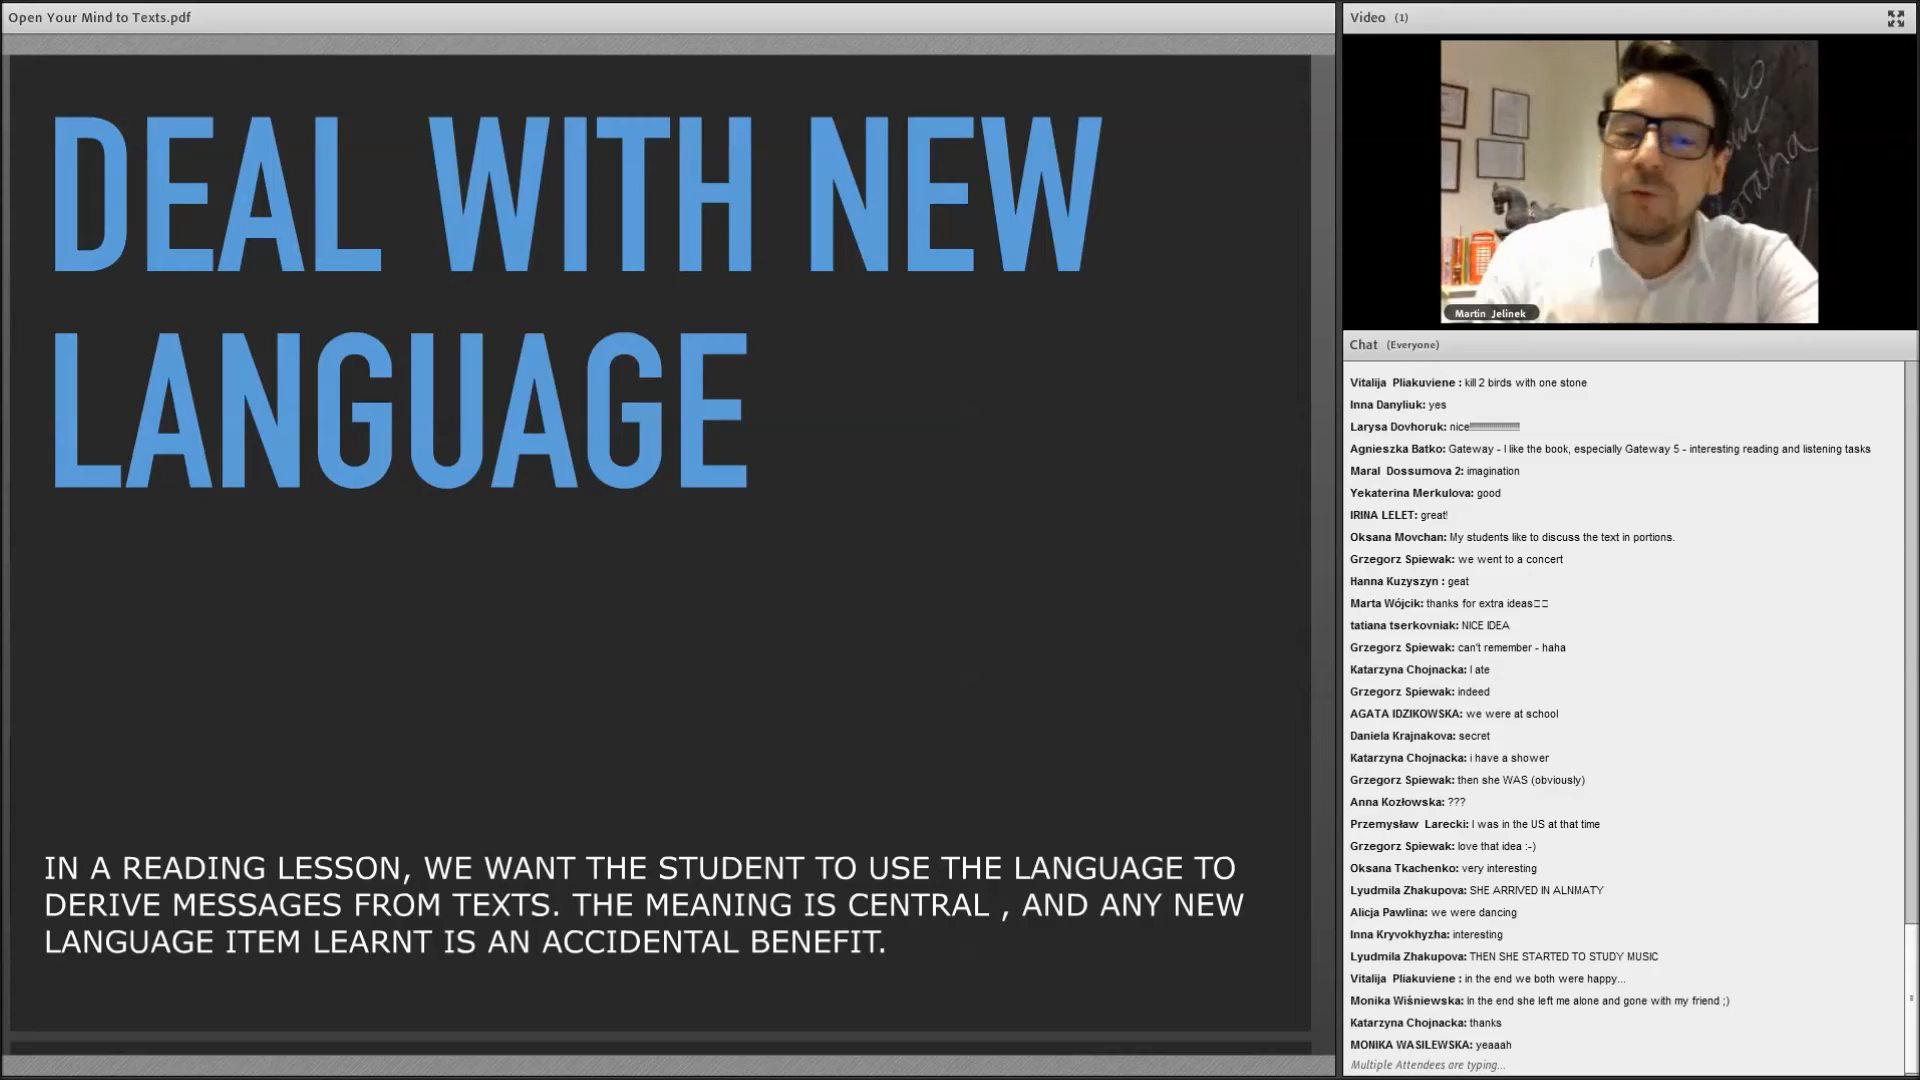 Open Your Mind to Texts.pdf
DEAL WITH NEW
LANGUAGE
IN A READING LESSON, WE WANT THE STUDENT TO USE THE LANGUAGE TO
DERIVE MESSAGES FROM TEXTS. THE MEANING IS CENTRAL , AND ANY NEW
LANGUAGE ITEM LEARNT IS AN ACCIDENTAL BENEFIT.
Video (1)
Martin Jelinek
Chat (Everyone)
Vitalija Pliakuviene : kill 2 birds with one stone
Inna Danyliuk: yes
Larysa Dovhoruk: nice
Agnieszka Batko: Gateway - I like the book, especially Gateway 5 - interesting reading and listening tasks
Maral Dossumova 2: imagination
Yekaterina Merkulova: good
IRINA LELET: great!
Oksana Movchan: My students like to discuss the text in portions.
Grzegorz Spiewak: we went to a concert
Hanna Kuzyszyn : geat
Marta Wójcik: thanks for extra ideas
tatiana tserkovniak: NICE IDEA
Grzegorz Spiewak: can't remember - haha
Katarzyna Chojnacka: I ate
Grzegorz Spiewak: indeed
AGATA IDZIKOWSKA: we were at school
Daniela Krajnakova: secret
Katarzyna Chojnacka: i have a shower
Grzegorz Spiewak: then she WAS (obviously)
Anna Kozłowska: ???
Przemysław Larecki: I was in the US at that time
Grzegorz Spiewak: love that idea :-)
Oksana Tkachenko: very interesting
Lyudmila Zhakupova: SHE ARRIVED IN ALNMATY
Alicja Pawlina: we were dancing
Inna Kryvokhyzha: interesting
Lyudmila Zhakupova: THEN SHE STARTED TO STUDY MUSIC
Vitalija Pliakuviene : in the end we both were happy...
Monika Wiśniewska: In the end she left me alone and gone with my friend ;)
Katarzyna Chojnacka: thanks
MONIKA WASILEWSKA: yeaaah
Multiple Attendees are typing...